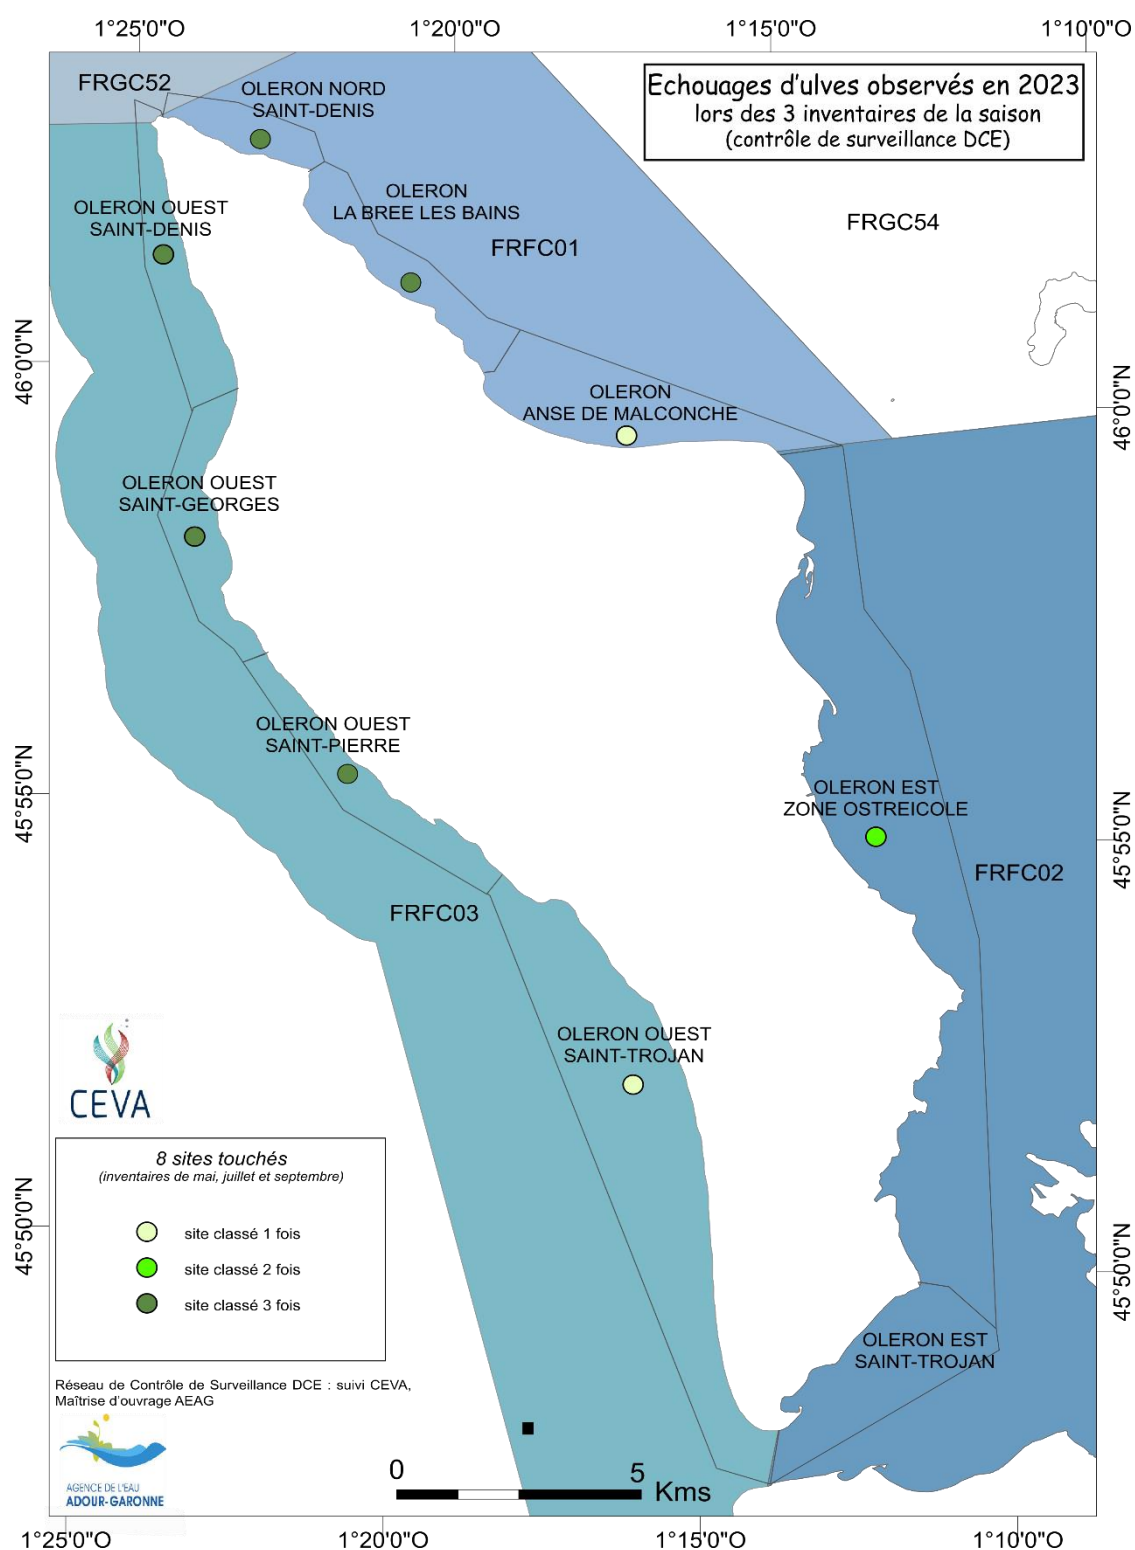 1°25'0"O
1°20'0"O
1°15'0"O
1°10'0"O
Echouages d'ulves observés en 2023
lors des 3 inventaires de la saison
(contrôle de surveillance DCE)
FRGC52
OLERON NORD
SAINT-DENIS
OLERON OUEST
SAINT-DENIS
OLERON
LA BREE LES BAINS
FRFC01
FRGC54
46°0'0"N
46°0'0"N
OLERON
ANSE DE MALCONCHE
OLERON OUEST
SAINT-GEORGES
OLERON OUEST
SAINT-PIERRE
45°55'0"N
45°55'0"N
OLERON EST
ZONE OSTREICOLE
FRFC02
FRFC03
OLERON OUEST
SAINT-TROJAN
CEVA
8 sites touchés
(inventaires de mai, juillet et septembre)
site classé 1 fois
site classé 2 fois
site classé 3 fois
45°50'0"N
45°50'0"N
OLERON EST
SAINT-TROJAN
Réseau de Contrôle de Surveillance DCE : suivi CEVA,
Maîtrise d'ouvrage AEAG
AGENCE DE L'EAU
ADOUR-GARONNE
0
5
Kms
1°25'0"O
1°20'0"O
1°15'0"O
1°10'0"O